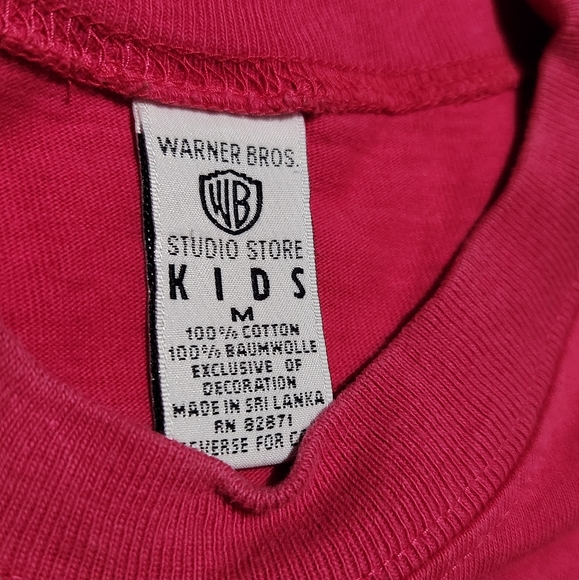 WARNER BROS.
WB
STUDIO STORE
KIDS
M
100% COTTON
100% BAUMWOLLE
EXCLUSIVE OF
DECORATION
MADE IN SRI LANKA
RN 82871
FOR